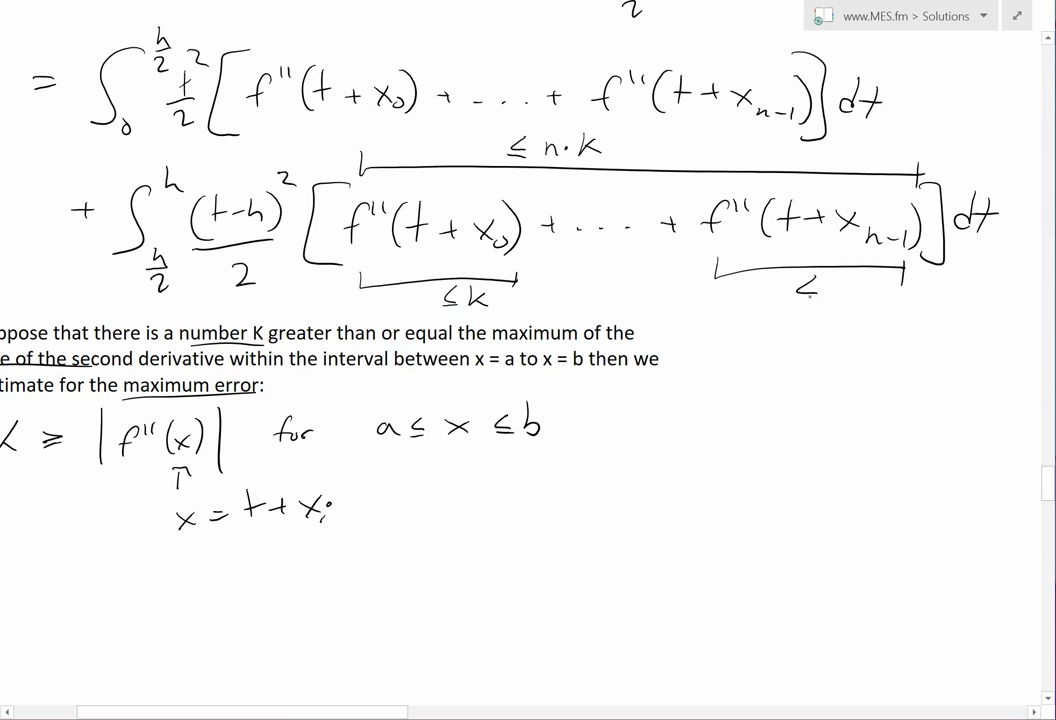 2
www.MES.fm > Solutions
= ∫₀^(h/2) t²/2 [f''(t + x₀) + ... + f''(t + xₙ₋₁)] dt
≤ n·K
+ ∫_(h/2)^h (t-h)²/2 [f''(t + x₀) + ... + f''(t + xₙ₋₁)] dt
≤ K <
ppose that there is a number K greater than or equal the maximum of the
e of the second derivative within the interval between x = a to x = b then we
timate for the maximum error:
K ≥ |f''(x)| for a ≤ x ≤ b
↑
x = t + xᵢ